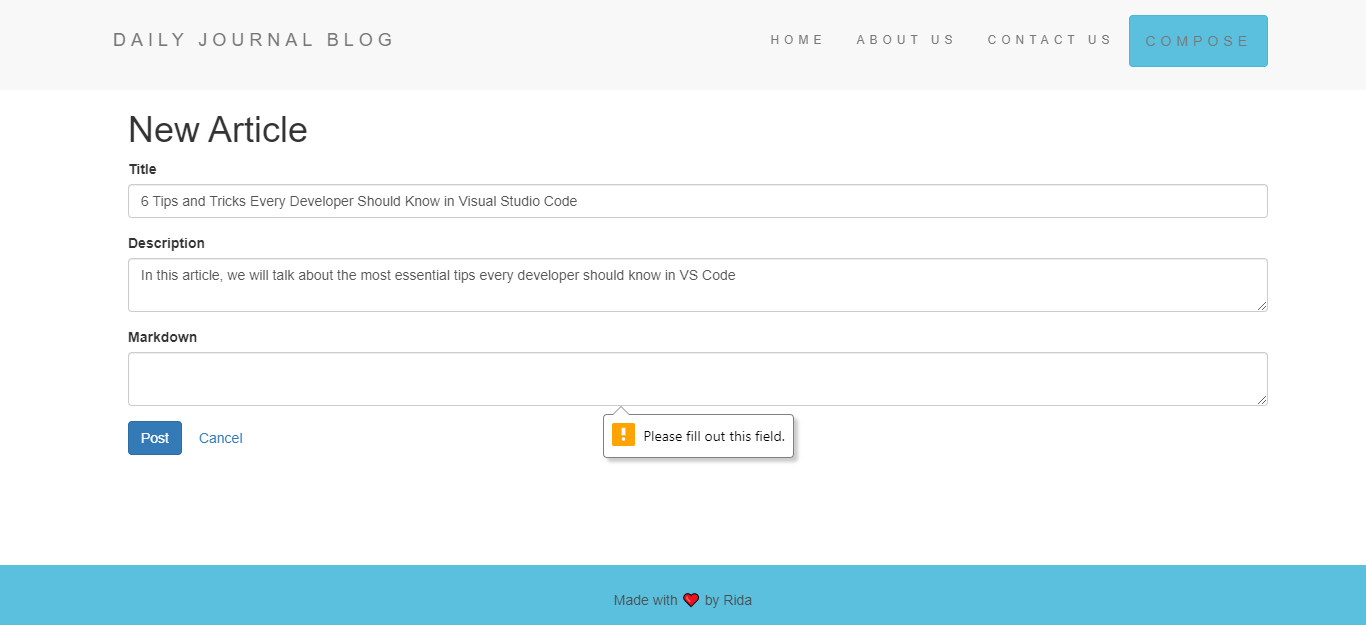 DAILY JOURNAL BLOG
HOME ABOUT US CONTACT US COMPOSE
New Article
Title
6 Tips and Tricks Every Developer Should Know in Visual Studio Code
Description
In this article, we will talk about the most essential tips every developer should know in VS Code
Markdown
Post Cancel
! Please fill out this field.
Made with ❤ by Rida